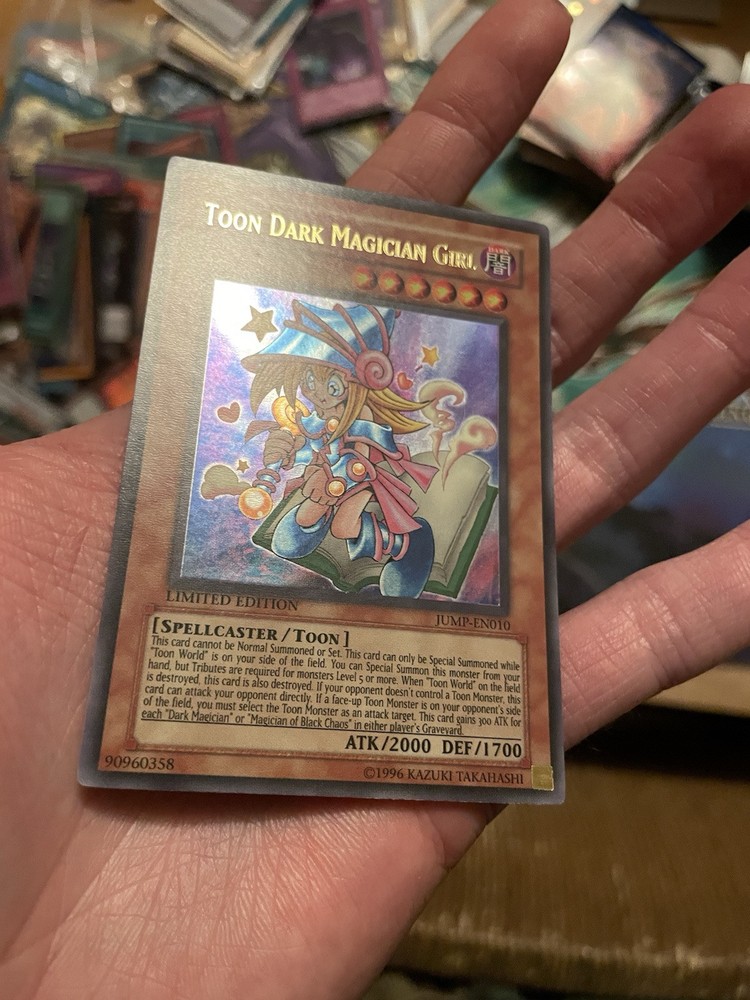 TOON DARK MAGICIAN GIRL
DARK
闇
LIMITED EDITION
JUMP-EN010
[SPELLCASTER / TOON ]
This card cannot be Normal Summoned or Set. This card can only be Special Summoned while
"Toon World" is on your side of the field. You can Special Summon this monster from your
hand, but Tributes are required for monsters Level 5 or more. When "Toon World" on the field
is destroyed, this card is also destroyed. If your opponent doesn't control a Toon Monster, this
card can attack your opponent directly. If a face-up Toon Monster is on your opponent's side
of the field, you must select the Toon Monster as an attack target. This card gains 300 ATK for
each "Dark Magician" or "Magician of Black Chaos" in either player's Graveyard.
ATK/2000 DEF/1700
90960358
©1996 KAZUKI TAKAHASHI